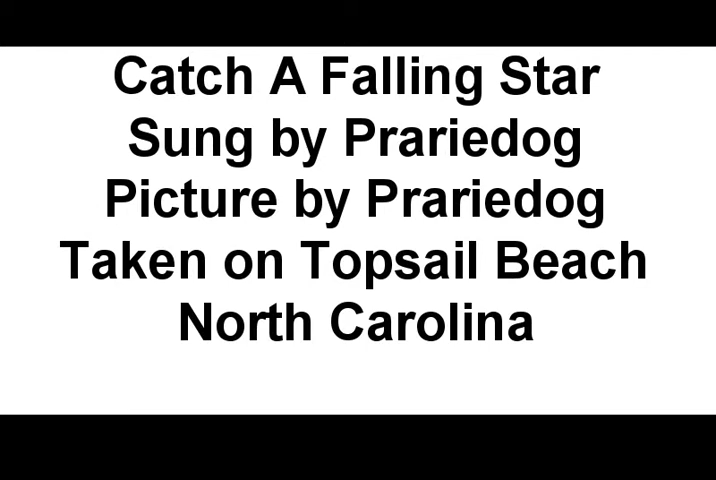 Catch A Falling Star
Sung by Prariedog
Picture by Prariedog
Taken on Topsail Beach
North Carolina